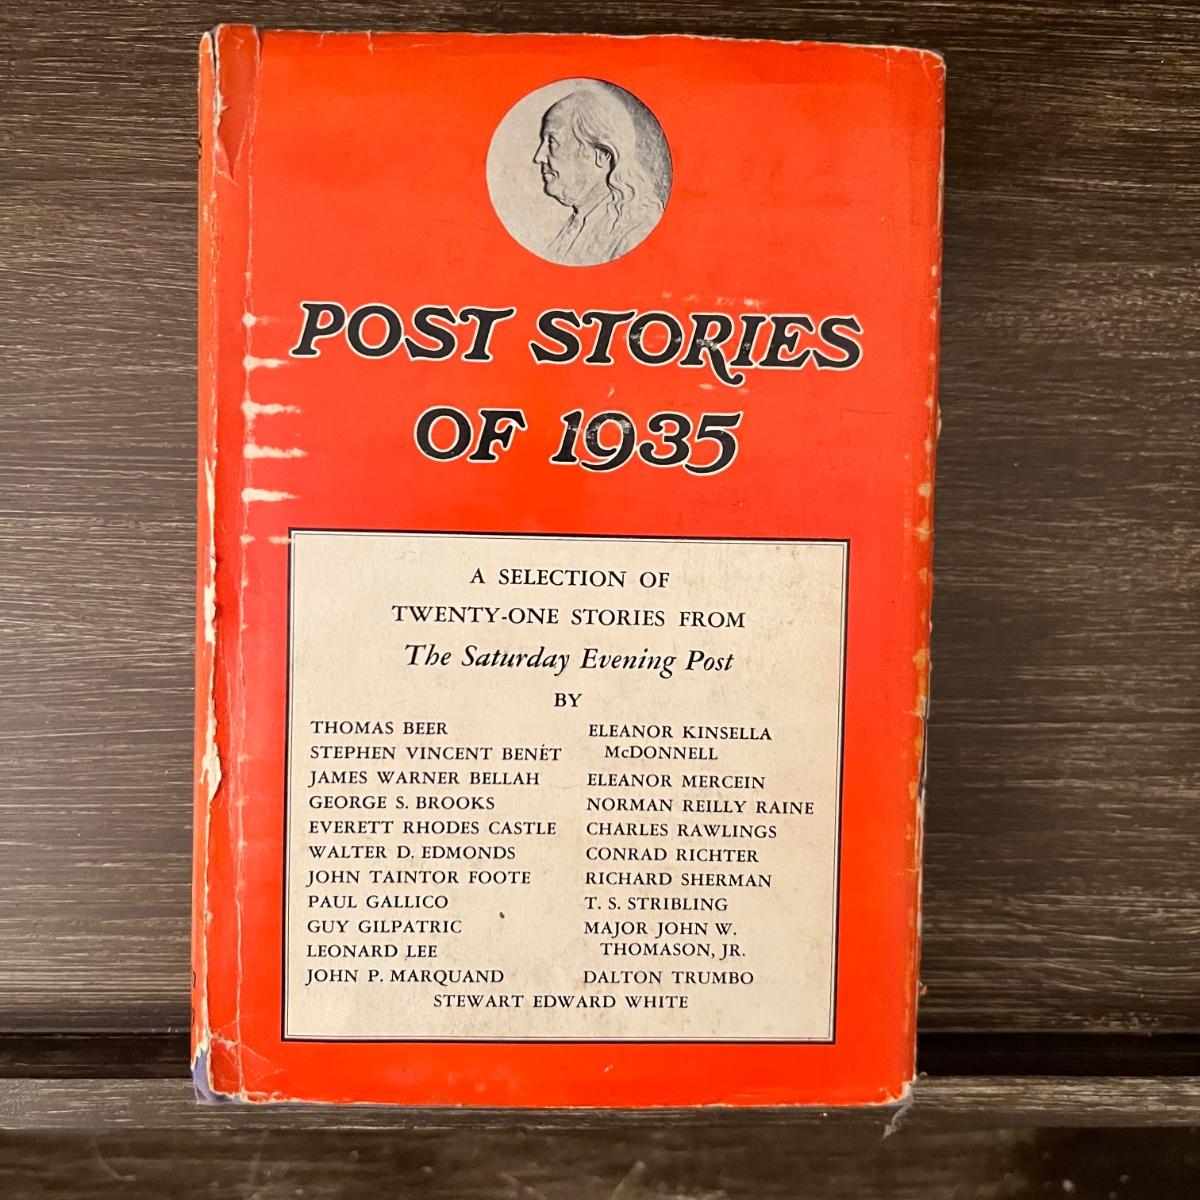 POST STORIES
OF 1935
A SELECTION OF
TWENTY-ONE STORIES FROM
The Saturday Evening Post
BY
THOMAS BEER
STEPHEN VINCENT BENÉT
JAMES WARNER BELLAH
GEORGE S. BROOKS
EVERETT RHODES CASTLE
WALTER D. EDMONDS
JOHN TAINTOR FOOTE
PAUL GALLICO
GUY GILPATRIC
LEONARD LEE
JOHN P. MARQUAND
ELEANOR KINSELLA
McDONNELL
ELEANOR MERCEIN
NORMAN REILLY RAINE
CHARLES RAWLINGS
CONRAD RICHTER
RICHARD SHERMAN
T. S. STRIBLING
MAJOR JOHN W.
THOMASON, JR.
DALTON TRUMBO
STEWART EDWARD WHITE